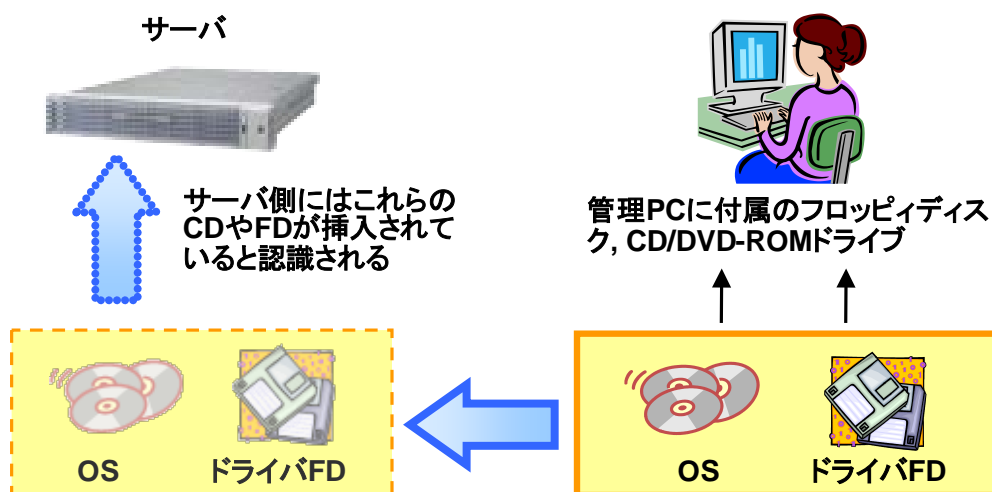 サーバ
サーバ側にはこれらの
CDやFDが挿入されて
いると認識される
管理PCに付属のフロッピィディス
ク, CD/DVD-ROMドライブ
OS ドライバFD
OS ドライバFD